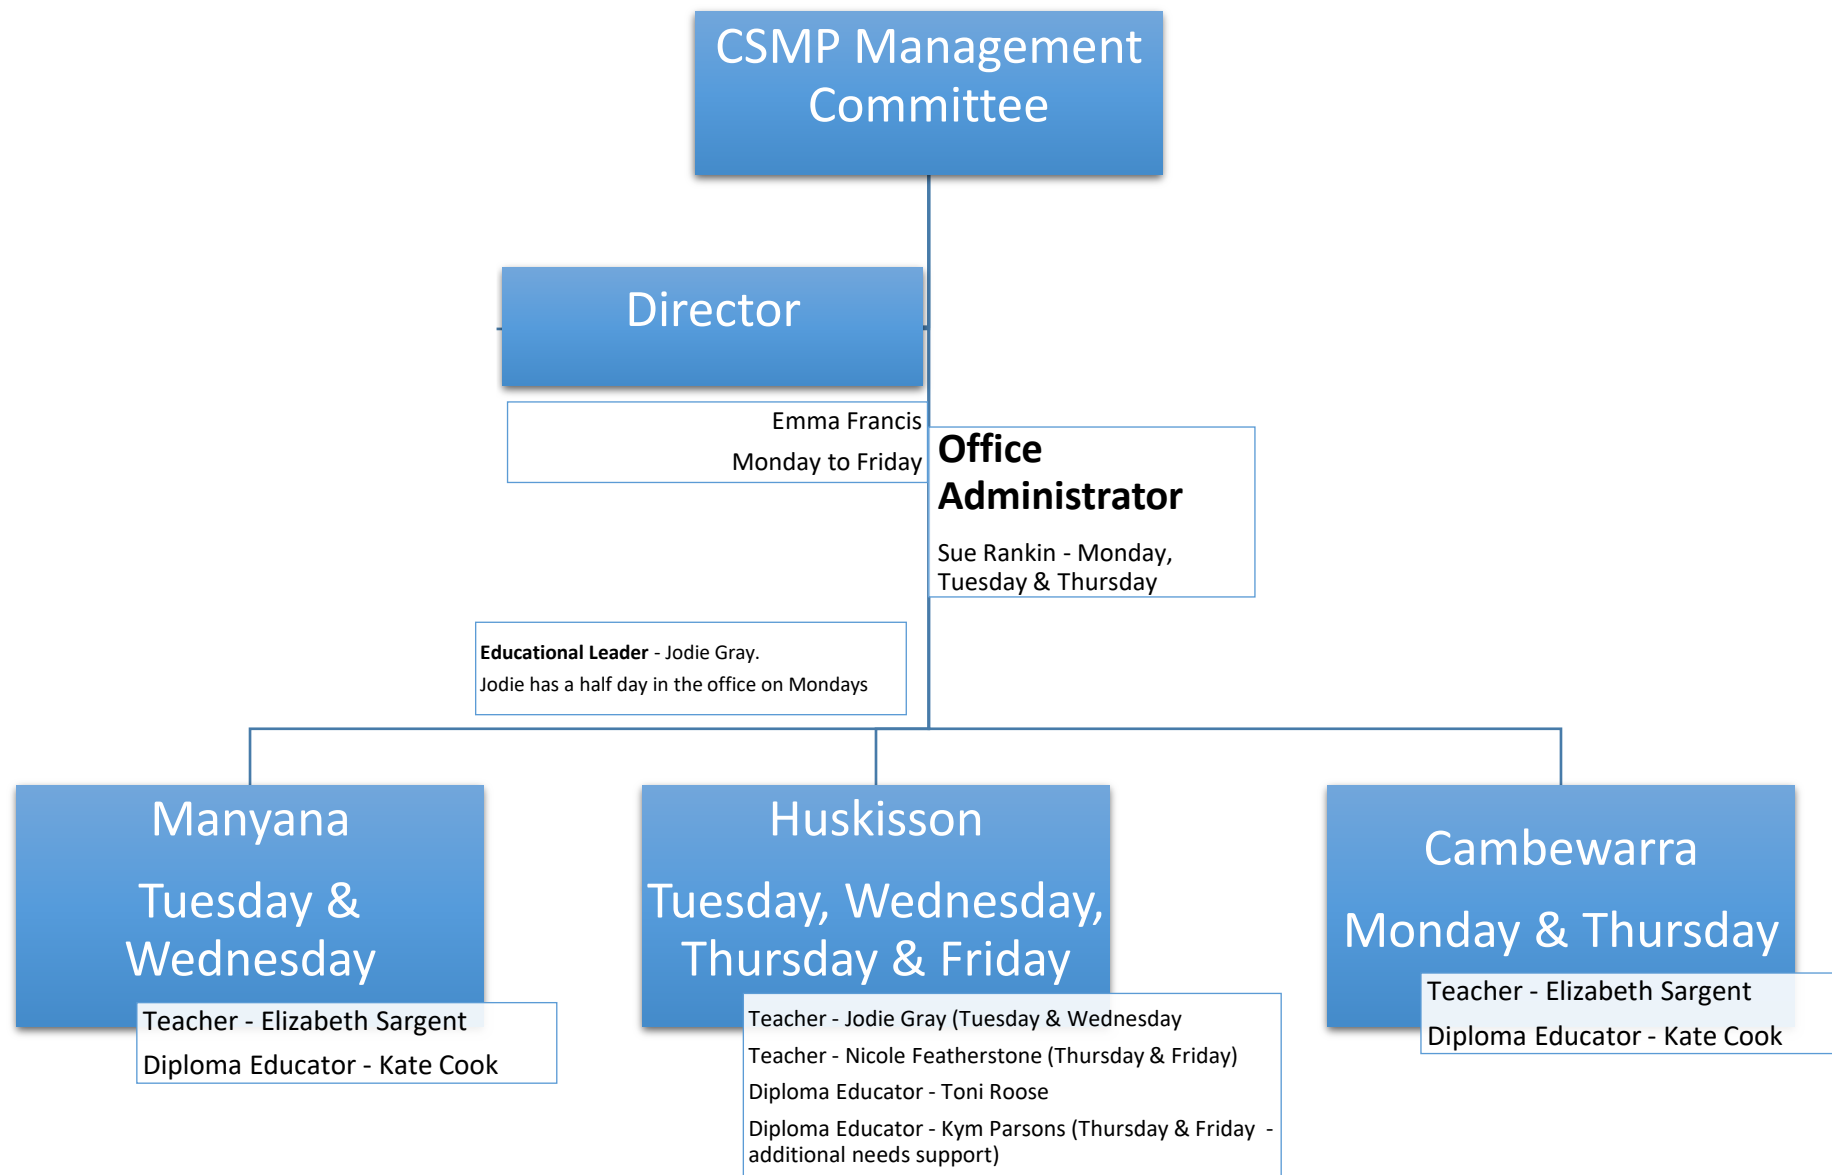 CSMP Management
Committee
Director
Emma Francis
Monday to Friday
Office
Administrator
Sue Rankin - Monday,
Tuesday & Thursday
Educational Leader - Jodie Gray.
Jodie has a half day in the office on Mondays
Manyana
Tuesday &
Wednesday
Teacher - Elizabeth Sargent
Diploma Educator - Kate Cook
Huskisson
Tuesday, Wednesday,
Thursday & Friday
Teacher - Jodie Gray (Tuesday & Wednesday
Teacher - Nicole Featherstone (Thursday & Friday)
Diploma Educator - Toni Roose
Diploma Educator - Kym Parsons (Thursday & Friday -
additional needs support)
Cambewarra
Monday & Thursday
Teacher - Elizabeth Sargent
Diploma Educator - Kate Cook